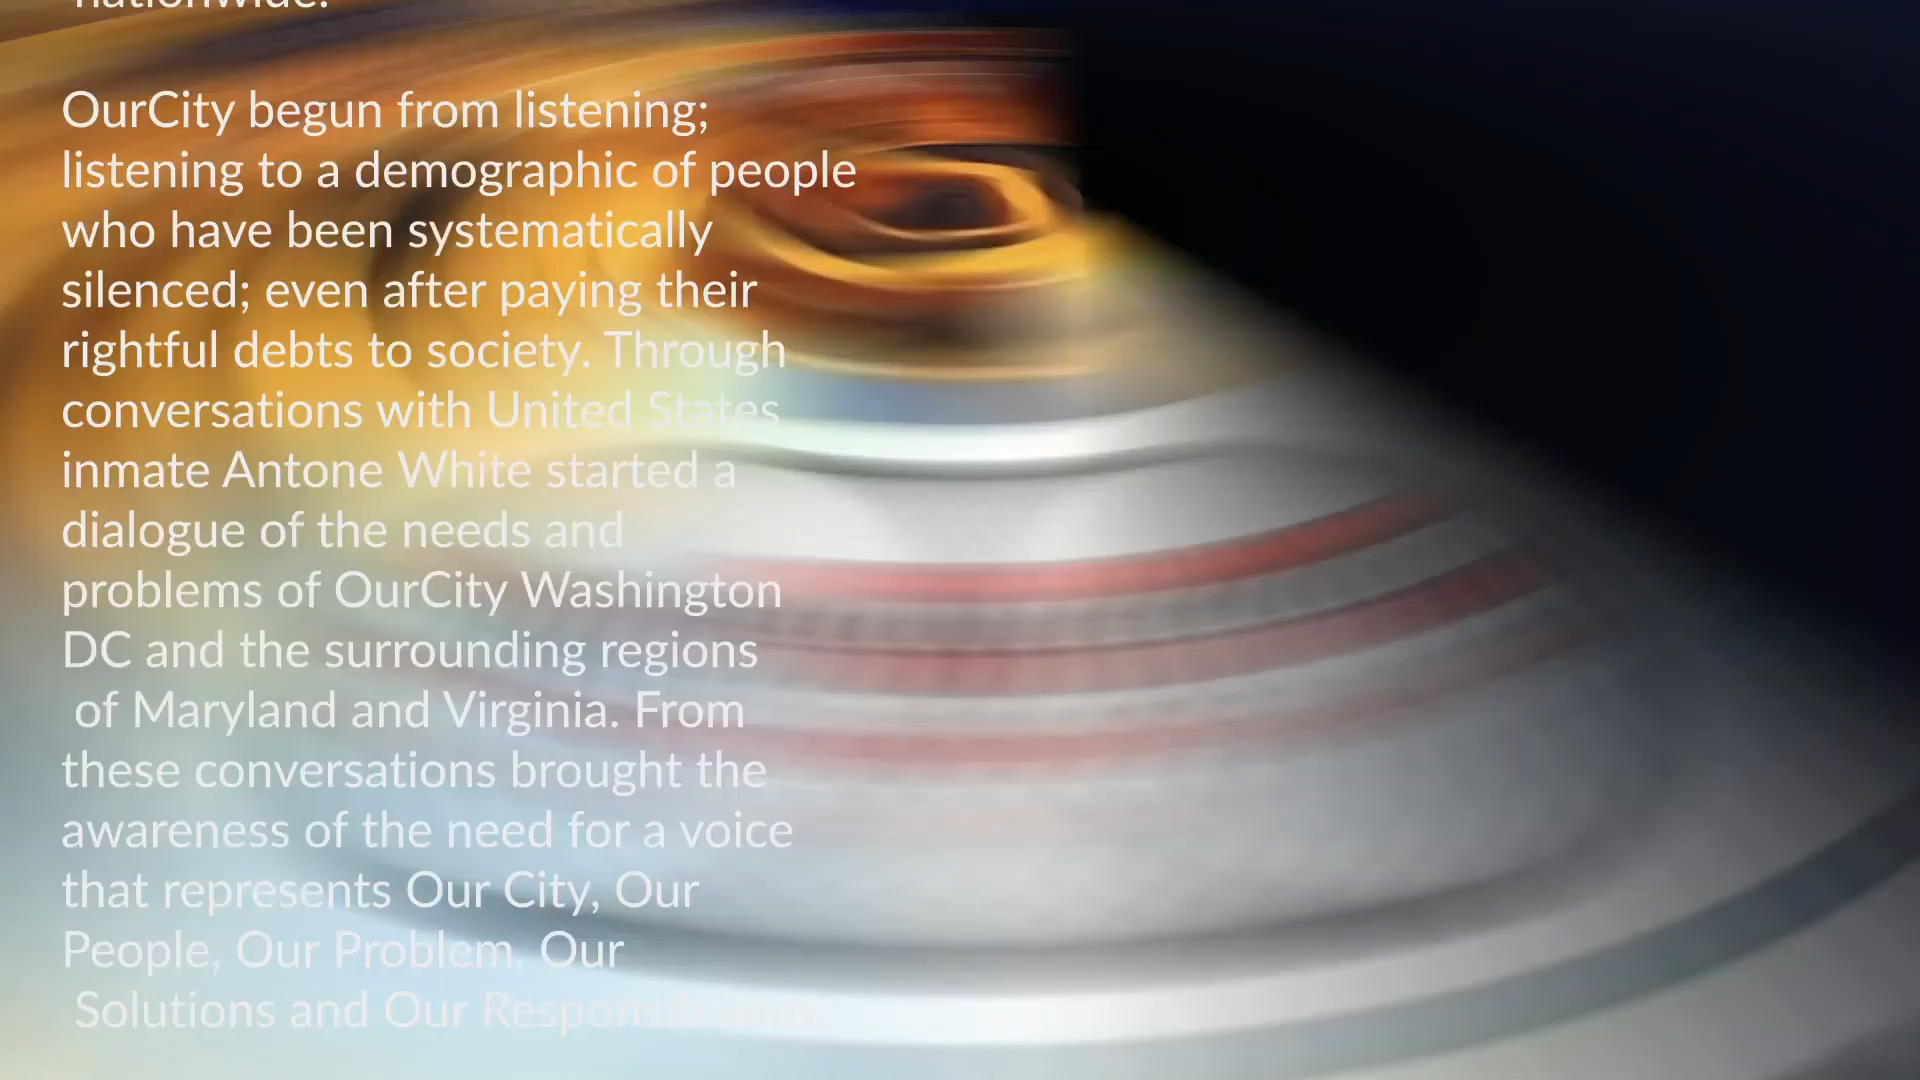 nationwide.
OurCity begun from listening;
listening to a demographic of people
who have been systematically
silenced; even after paying their
rightful debts to society. Through
conversations with United States
inmate Antone White started a
dialogue of the needs and
problems of OurCity Washington
DC and the surrounding regions
of Maryland and Virginia. From
these conversations brought the
awareness of the need for a voice
that represents Our City, Our
People, Our Problem, Our
Solutions and Our